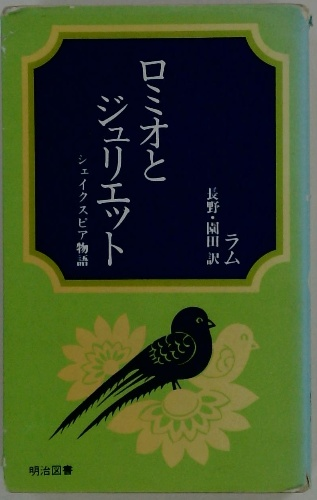 ロミオと
ジュリエット
シェイクスピア物語
ラム
長野・園田訳
明治図書